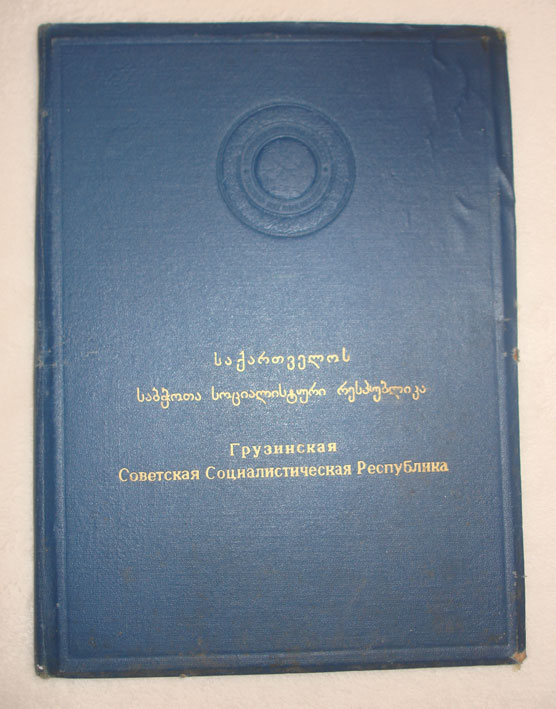 საქართველოს
საბჭოთა სოციალისტური რესპუბლიკა
Грузинская
Советская Социалистическая Республика